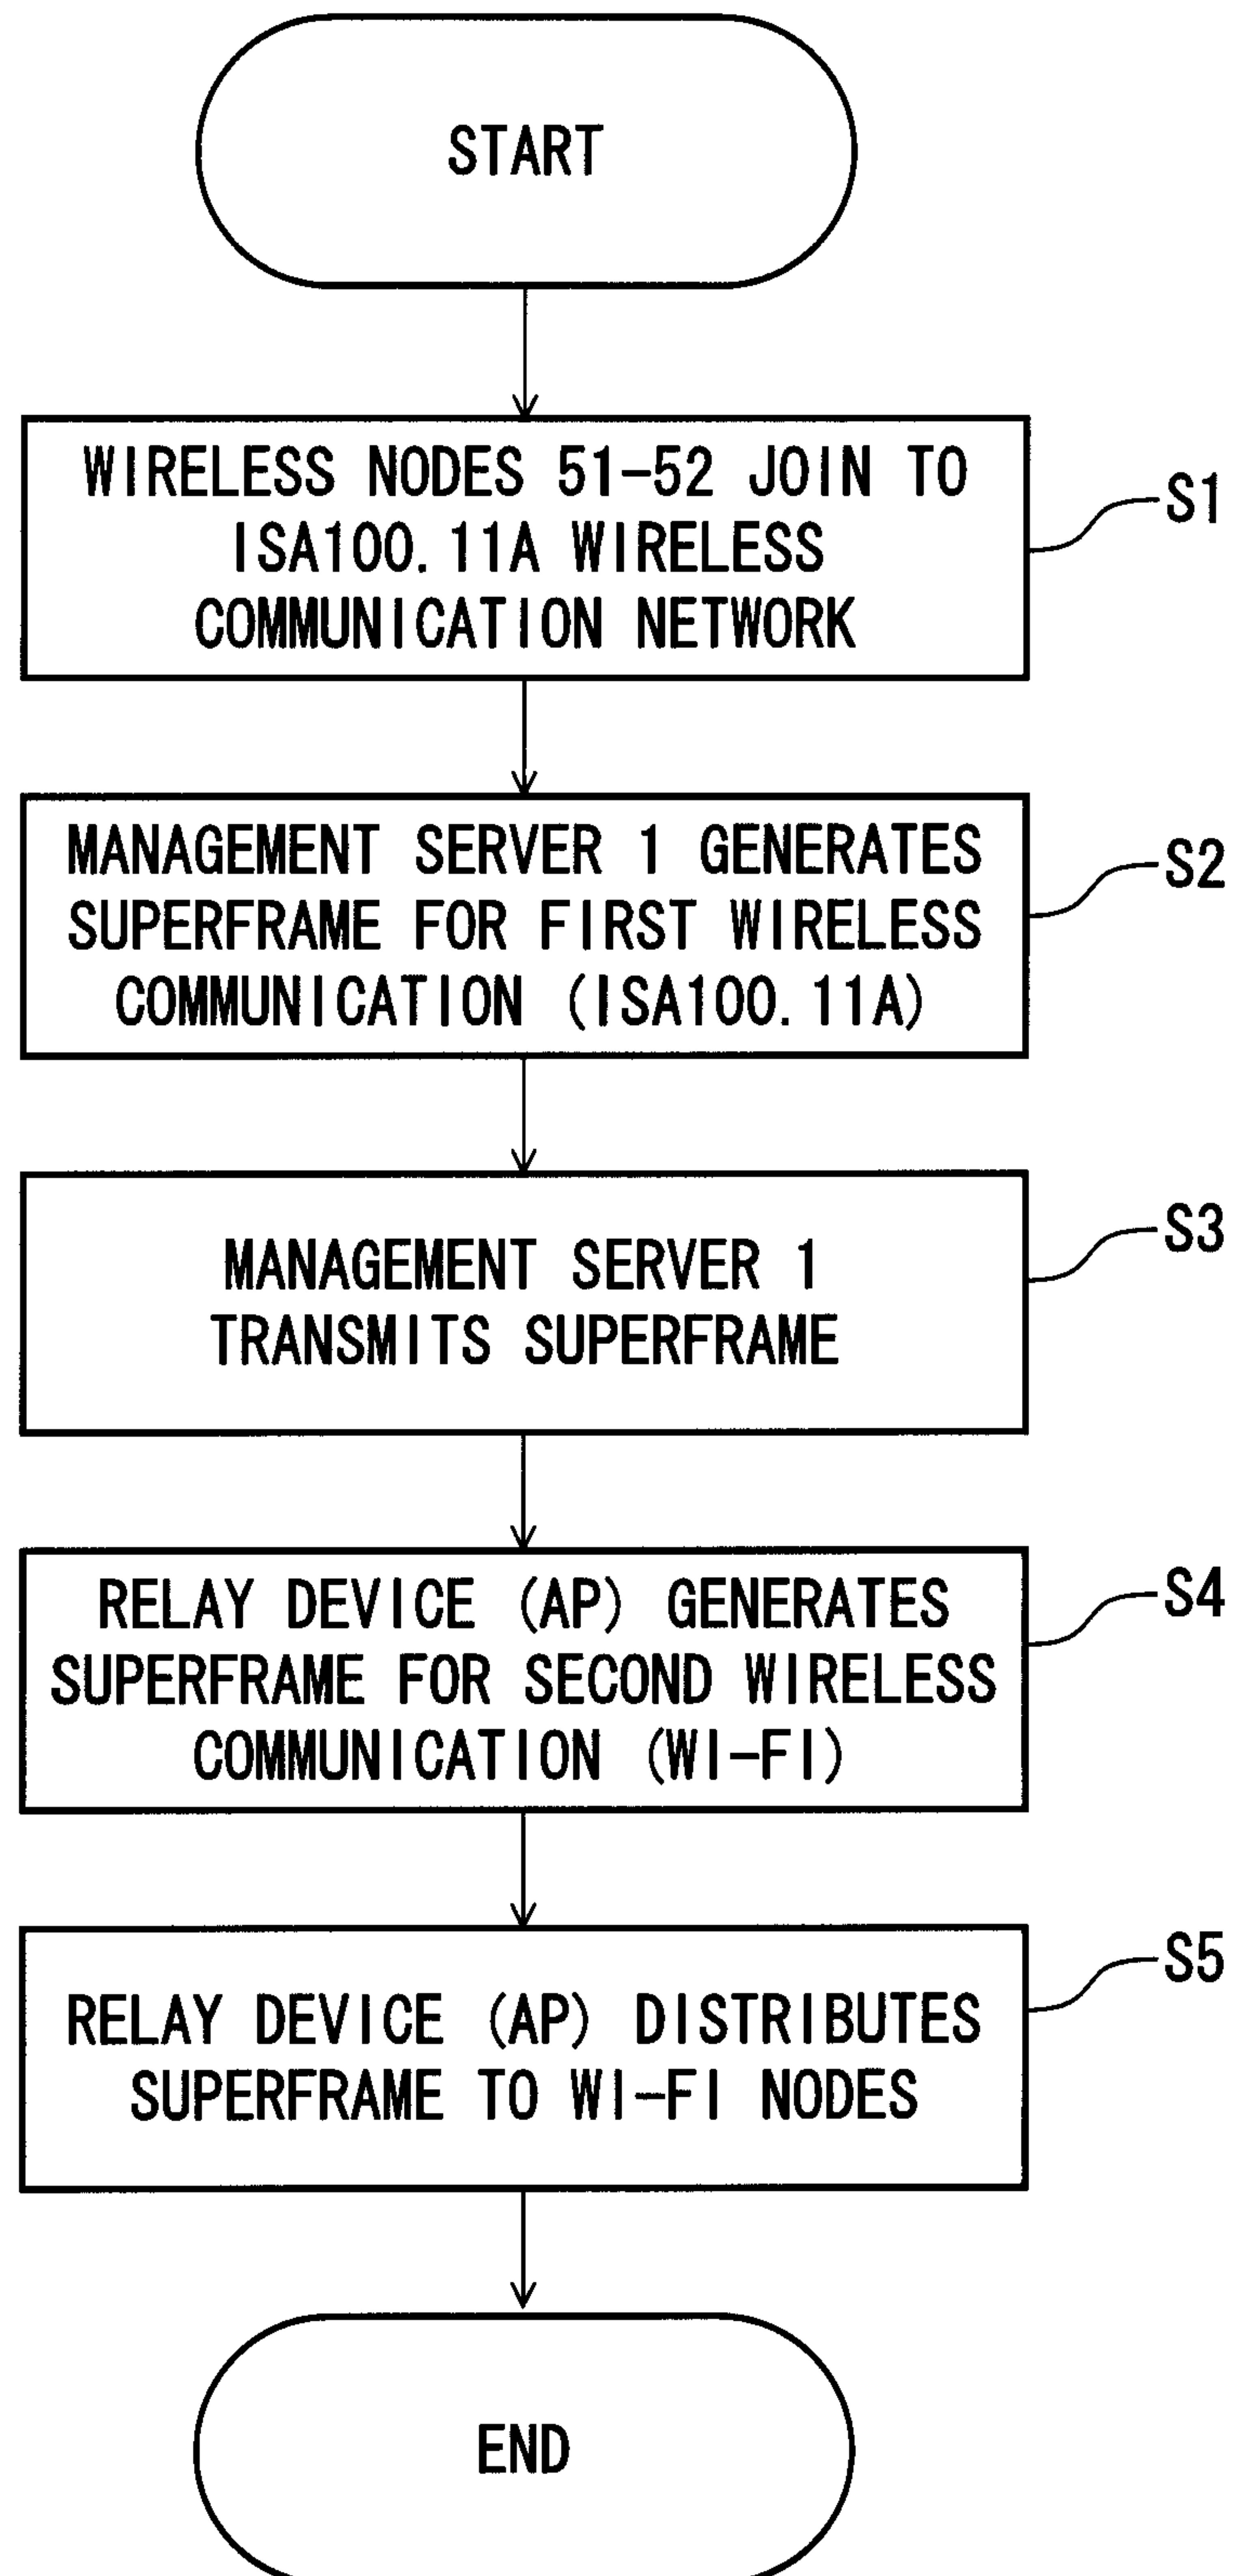 START
WIRELESS NODES 51-52 JOIN TO
ISA100.11A WIRELESS
COMMUNICATION NETWORK
S1
MANAGEMENT SERVER 1 GENERATES
SUPERFRAME FOR FIRST WIRELESS
COMMUNICATION (ISA100.11A)
S2
MANAGEMENT SERVER 1
TRANSMITS SUPERFRAME
S3
RELAY DEVICE (AP) GENERATES
SUPERFRAME FOR SECOND WIRELESS
COMMUNICATION (WI-FI)
S4
RELAY DEVICE (AP) DISTRIBUTES
SUPERFRAME TO WI-FI NODES
S5
END